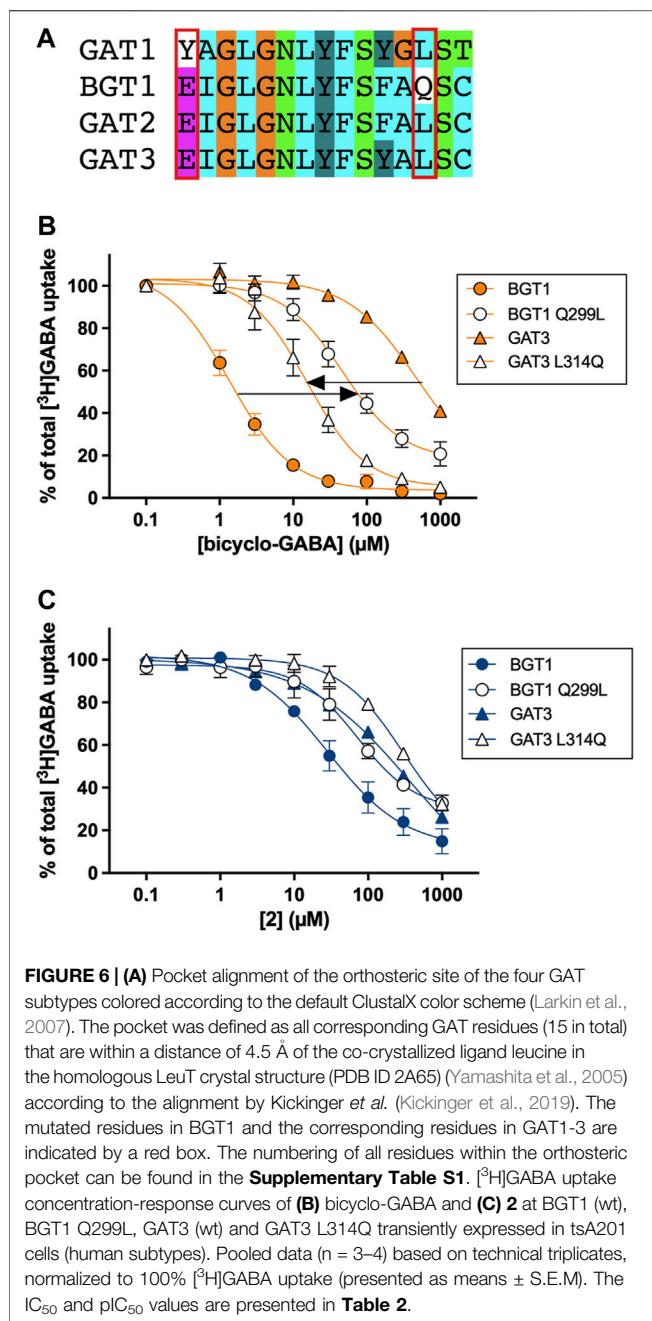 A
GAT1 YAGLGNLYFSYGLST
BGT1 EIGLGNLYFSFAQSC
GAT2 EIGLGNLYFSFALSC
GAT3 EIGLGNLYFSYALSC
B
% of total [³H]GABA uptake
100
80
60
40
20
0
0.1 1 10 100 1000
[bicyclo-GABA] (µM)
BGT1
BGT1 Q299L
GAT3
GAT3 L314Q
C
% of total [³H]GABA uptake
100
80
60
40
20
0
0.1 1 10 100 1000
[2] (µM)
BGT1
BGT1 Q299L
GAT3
GAT3 L314Q
FIGURE 6 | (A) Pocket alignment of the orthosteric site of the four GAT
subtypes colored according to the default ClustalX color scheme (Larkin et al.,
2007). The pocket was defined as all corresponding GAT residues (15 in total)
that are within a distance of 4.5 Å of the co-crystallized ligand leucine in
the homologous LeuT crystal structure (PDB ID 2A65) (Yamashita et al., 2005)
according to the alignment by Kickinger et al. (Kickinger et al., 2019). The
mutated residues in BGT1 and the corresponding residues in GAT1-3 are
indicated by a red box. The numbering of all residues within the orthosteric
pocket can be found in the Supplementary Table S1. [³H]GABA uptake
concentration-response curves of (B) bicyclo-GABA and (C) 2 at BGT1 (wt),
BGT1 Q299L, GAT3 (wt) and GAT3 L314Q transiently expressed in tsA201
cells (human subtypes). Pooled data (n = 3–4) based on technical triplicates,
normalized to 100% [³H]GABA uptake (presented as means ± S.E.M). The
IC₅₀ and pIC₅₀ values are presented in Table 2.